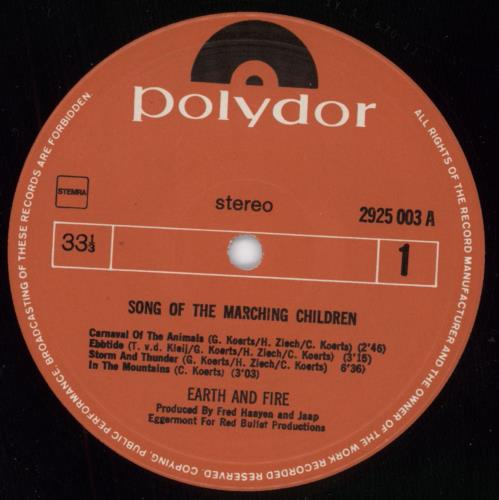 polydor
ALL RIGHTS OF THE RECORD MANUFACTURER AND THE OWNER OF THE WORK RECORDED RESERVED. COPYING, PUBLIC PERFORMANCE, BROADCASTING OF THESE RECORDS ARE FORBIDDEN.
STEMRA
stereo
2925 003 A
33⅓
1
SONG OF THE MARCHING CHILDREN
Carnaval Of The Animals (G. Koerts/H. Ziech/C. Koerts) (2'46)
Ebbtide (T. v.d. Kleij/G. Koerts/H. Ziech/C. Koerts) (3'15)
Storm And Thunder (G. Koerts/H. Ziech/C. Koerts) 6'36)
In The Mountains (C. Koerts) (3'03)
EARTH AND FIRE
Produced By Fred Haayen and Jaap
Eggermont For Red Bullet Productions